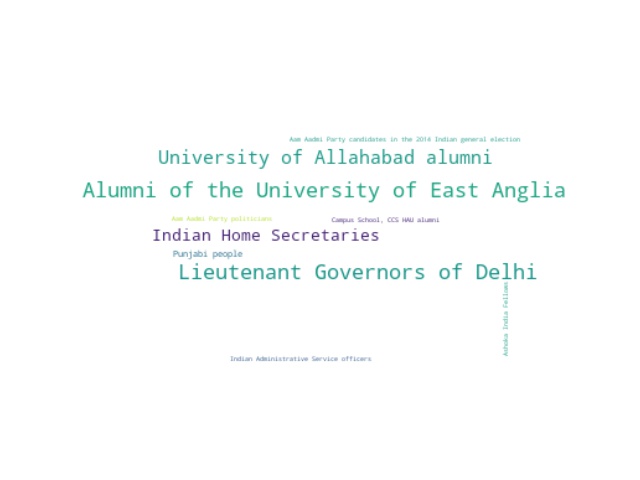 Aam Aadmi Party candidates in the 2014 Indian general election
University of Allahabad alumni
Alumni of the University of East Anglia
Aam Aadmi Party politicians
Campus School, CCS HAU alumni
Indian Home Secretaries
Punjabi people
Lieutenant Governors of Delhi
Ashoka India Fellows
Indian Administrative Service officers